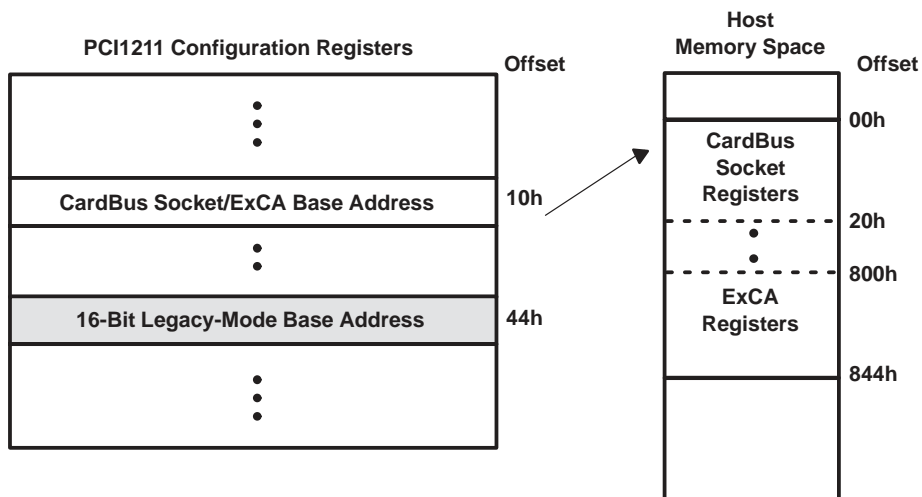 PCI1211 Configuration Registers
Offset
CardBus Socket/ExCA Base Address
10h
16-Bit Legacy-Mode Base Address
44h
Host
Memory Space
Offset
00h
CardBus
Socket
Registers
20h
800h
ExCA
Registers
844h